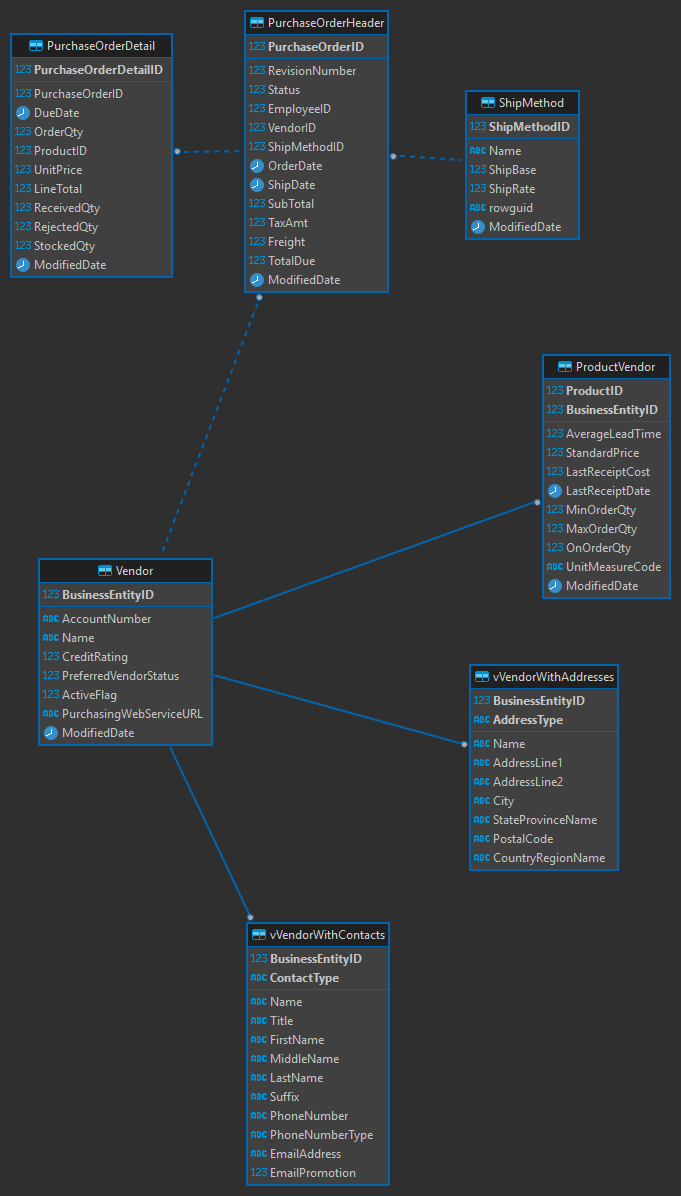 PurchaseOrderDetail
123 PurchaseOrderDetailID
123 PurchaseOrderID
DueDate
123 OrderQty
123 ProductID
123 UnitPrice
123 LineTotal
123 ReceivedQty
123 RejectedQty
123 StockedQty
ModifiedDate
PurchaseOrderHeader
123 PurchaseOrderID
123 RevisionNumber
123 Status
123 EmployeeID
123 VendorID
123 ShipMethodID
OrderDate
ShipDate
123 SubTotal
123 TaxAmt
123 Freight
123 TotalDue
ModifiedDate
ShipMethod
123 ShipMethodID
ABC Name
123 ShipBase
123 ShipRate
ABC rowguid
ModifiedDate
ProductVendor
123 ProductID
123 BusinessEntityID
123 AverageLeadTime
123 StandardPrice
123 LastReceiptCost
LastReceiptDate
123 MinOrderQty
123 MaxOrderQty
123 OnOrderQty
ABC UnitMeasureCode
ModifiedDate
Vendor
123 BusinessEntityID
ABC AccountNumber
ABC Name
123 CreditRating
123 PreferredVendorStatus
123 ActiveFlag
ABC PurchasingWebServiceURL
ModifiedDate
vVendorWithAddresses
123 BusinessEntityID
ABC AddressType
ABC Name
ABC AddressLine1
ABC AddressLine2
ABC City
ABC StateProvinceName
ABC PostalCode
ABC CountryRegionName
vVendorWithContacts
123 BusinessEntityID
ABC ContactType
ABC Name
ABC Title
ABC FirstName
ABC MiddleName
ABC LastName
ABC Suffix
ABC PhoneNumber
ABC PhoneNumberType
ABC EmailAddress
123 EmailPromotion